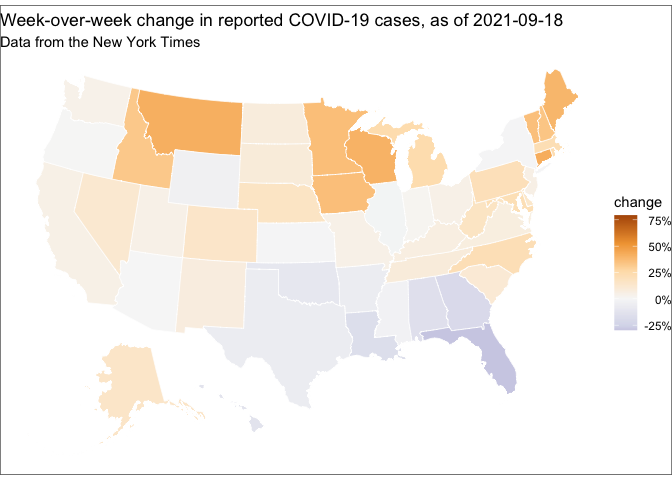 Week-over-week change in reported COVID-19 cases, as of 2021-09-18
Data from the New York Times
change
75%
50%
25%
0%
-25%